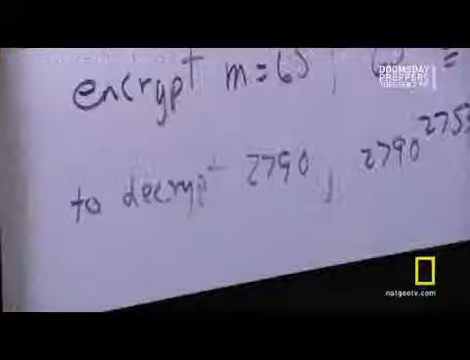 DOOMSDAY
PREPPERS
encrypt m = 65,
to decrypt 2790, 2790
natgeotv.com